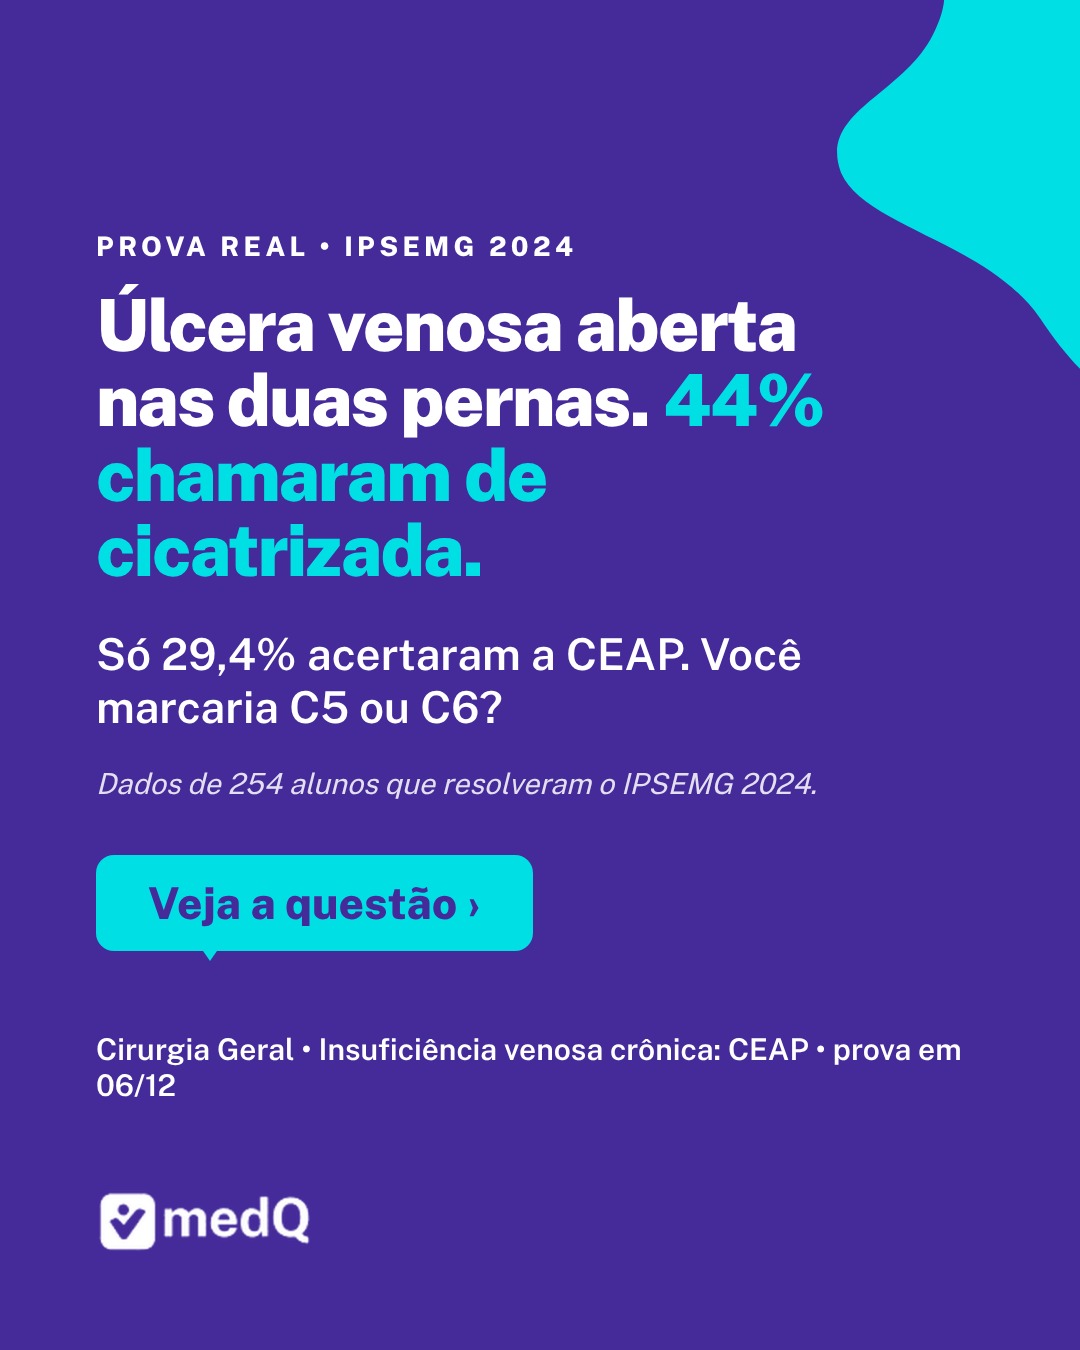 PROVA REAL • IPSEMG 2024
Úlcera venosa aberta
nas duas pernas. 44%
chamaram de
cicatrizada.
Só 29,4% acertaram a CEAP. Você
marcaria C5 ou C6?
Dados de 254 alunos que resolveram o IPSEMG 2024.
Veja a questão ›
Cirurgia Geral • Insuficiência venosa crônica: CEAP • prova em
06/12
medQ